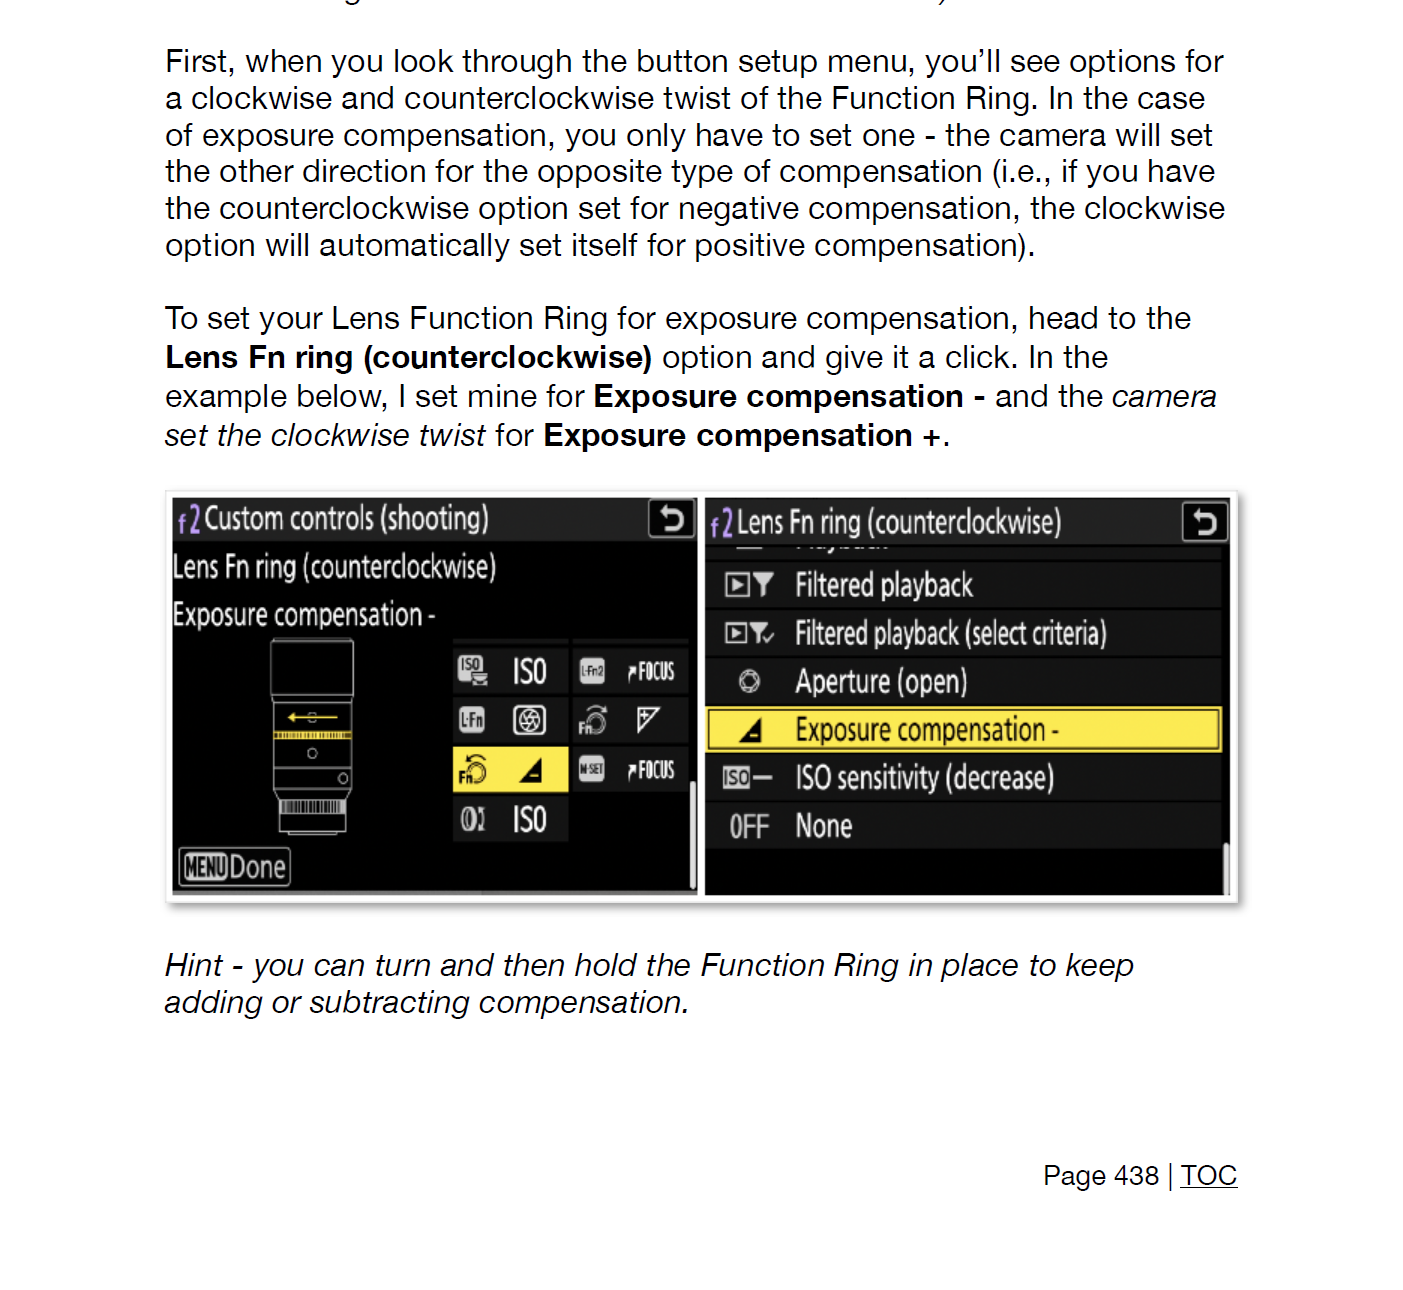 First, when you look through the button setup menu, you’ll see options for
a clockwise and counterclockwise twist of the Function Ring. In the case
of exposure compensation, you only have to set one - the camera will set
the other direction for the opposite type of compensation (i.e., if you have
the counterclockwise option set for negative compensation, the clockwise
option will automatically set itself for positive compensation).
To set your Lens Function Ring for exposure compensation, head to the
Lens Fn ring (counterclockwise) option and give it a click. In the
example below, I set mine for Exposure compensation - and the camera
set the clockwise twist for Exposure compensation +.
f2 Custom controls (shooting)
Lens Fn ring (counterclockwise)
Exposure compensation -
ISO ISO L-Fn2 FOCUS
L-Fn Fn
Fn M-SET FOCUS
ISO
MENU Done
f2 Lens Fn ring (counterclockwise)
Filtered playback
Filtered playback (select criteria)
Aperture (open)
Exposure compensation -
ISO− ISO sensitivity (decrease)
OFF None
Hint - you can turn and then hold the Function Ring in place to keep
adding or subtracting compensation.
Page 438 | TOC